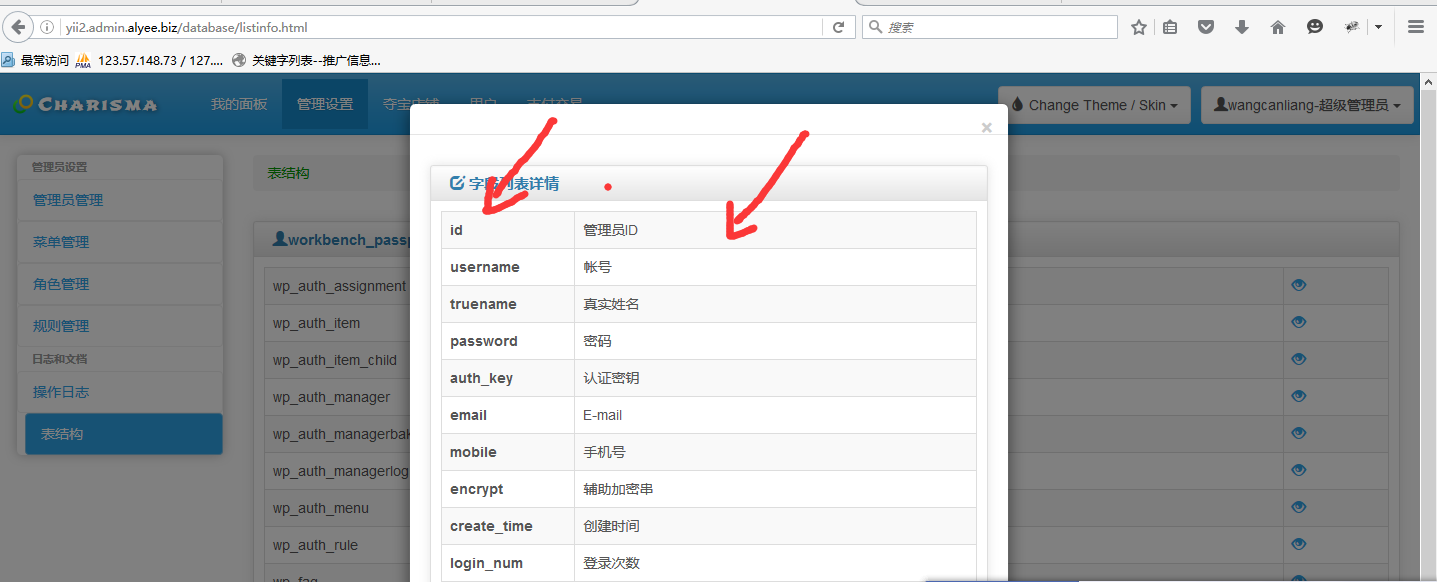 yii2.admin.alyee.biz/database/listinfo.html
搜索
最常访问 PMA 123.57.148.73 / 127.... 关键字列表--推广信息...
CHARISMA 我的面板 管理设置 夺宝店铺 用户 支付交易 Change Theme / Skin wangcanliang-超级管理员
×
管理员设置
管理员管理
菜单管理
角色管理
规则管理
日志和文档
操作日志
表结构
表结构
workbench_passp
wp_auth_assignment
wp_auth_item
wp_auth_item_child
wp_auth_manager
wp_auth_managerbak
wp_auth_managerlog
wp_auth_menu
wp_auth_rule
wp_faq
字段列表详情
id 管理员ID
username 帐号
truename 真实姓名
password 密码
auth_key 认证密钥
email E-mail
mobile 手机号
encrypt 辅助加密串
create_time 创建时间
login_num 登录次数